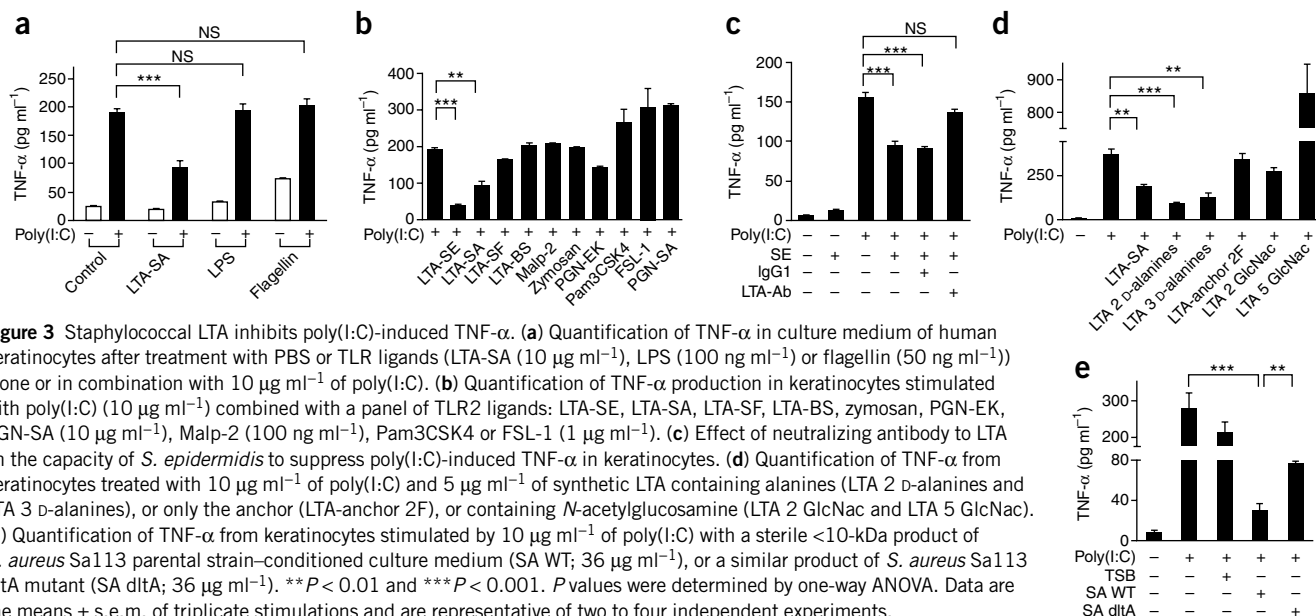 a
NS
NS
***
TNF-α (pg ml−1)
250
200
150
100
50
0
Poly(I:C)
− + − + − + − +
Control
LTA-SA
LPS
Flagellin
b
**
***
TNF-α (pg ml−1)
400
300
200
100
0
Poly(I:C)
+ + + + + + + + + + +
LTA-SE
LTA-SA
LTA-SF
LTA-BS
Malp-2
Zymosan
PGN-EK
Pam3CSK4
FSL-1
PGN-SA
c
NS
***
***
TNF-α (pg ml−1)
200
150
100
50
0
Poly(I:C) − − + + + +
SE − + − + + +
IgG1 − − − − + −
LTA-Ab − − − − − +
d
**
***
**
TNF-α (pg ml−1)
900
800
250
0
Poly(I:C) − + + + + + + +
LTA-SA
LTA 2 D-alanines
LTA 3 D-alanines
LTA-anchor 2F
LTA 2 GlcNac
LTA 5 GlcNac
gure 3 Staphylococcal LTA inhibits poly(I:C)-induced TNF-α. (a) Quantification of TNF-α in culture medium of human
eratinocytes after treatment with PBS or TLR ligands (LTA-SA (10 µg ml−1), LPS (100 ng ml−1) or flagellin (50 ng ml−1))
one or in combination with 10 µg ml−1 of poly(I:C). (b) Quantification of TNF-α production in keratinocytes stimulated
ith poly(I:C) (10 µg ml−1) combined with a panel of TLR2 ligands: LTA-SE, LTA-SA, LTA-SF, LTA-BS, zymosan, PGN-EK,
GN-SA (10 µg ml−1), Malp-2 (100 ng ml−1), Pam3CSK4 or FSL-1 (1 µg ml−1). (c) Effect of neutralizing antibody to LTA
n the capacity of S. epidermidis to suppress poly(I:C)-induced TNF-α in keratinocytes. (d) Quantification of TNF-α from
eratinocytes treated with 10 µg ml−1 of poly(I:C) and 5 µg ml−1 of synthetic LTA containing alanines (LTA 2 D-alanines and
TA 3 D-alanines), or only the anchor (LTA-anchor 2F), or containing N-acetylglucosamine (LTA 2 GlcNac and LTA 5 GlcNac).
) Quantification of TNF-α from keratinocytes stimulated by 10 µg ml−1 of poly(I:C) with a sterile <10-kDa product of
. aureus Sa113 parental strain–conditioned culture medium (SA WT; 36 µg ml−1), or a similar product of S. aureus Sa113
ltA mutant (SA dltA; 36 µg ml−1). **P < 0.01 and ***P < 0.001. P values were determined by one-way ANOVA. Data are
he means + s.e.m. of triplicate stimulations and are representative of two to four independent experiments.
e
***
**
TNF-α (pg ml−1)
300
200
80
40
0
Poly(I:C) − + + + +
TSB − − + − −
SA WT − − − + −
SA dltA − − − − +